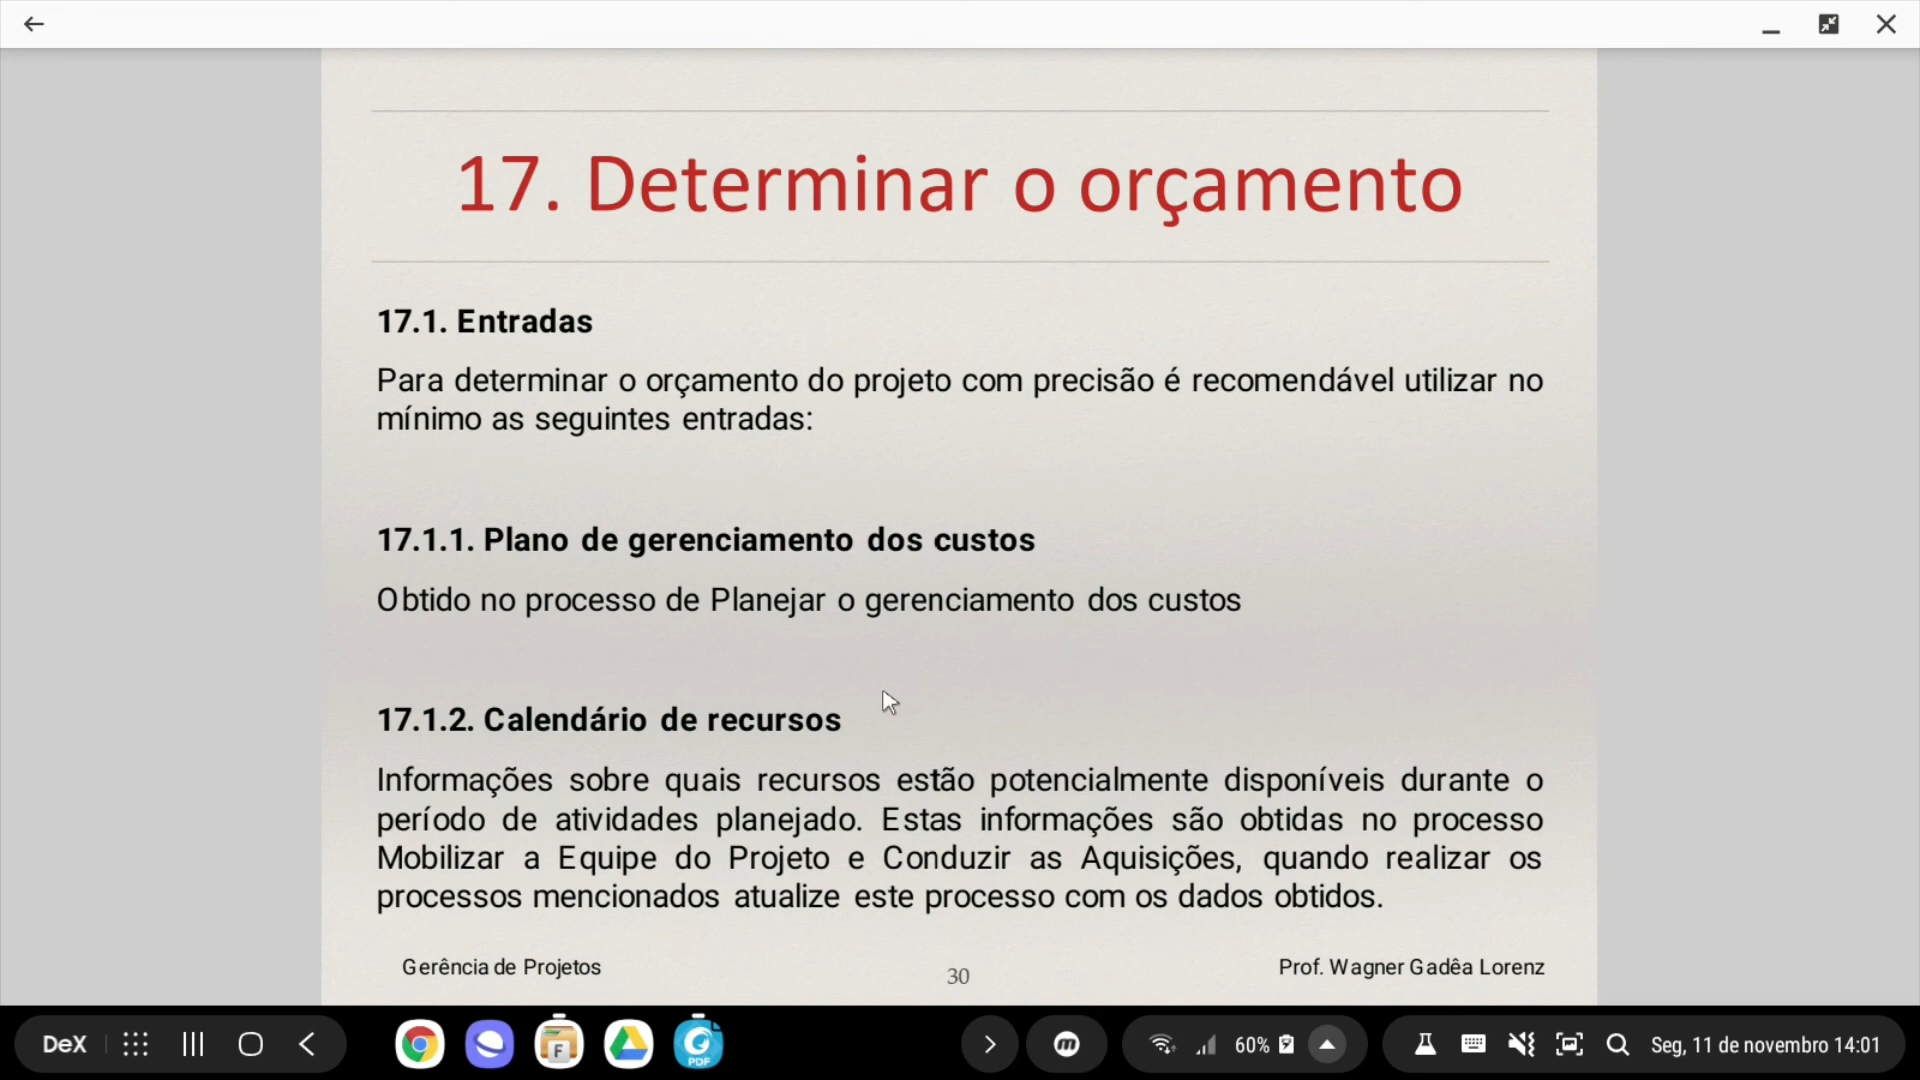 17. Determinar o orçamento
17.1. Entradas
Para determinar o orçamento do projeto com precisão é recomendável utilizar no
mínimo as seguintes entradas:
17.1.1. Plano de gerenciamento dos custos
Obtido no processo de Planejar o gerenciamento dos custos
17.1.2. Calendário de recursos
Informações sobre quais recursos estão potencialmente disponíveis durante o
período de atividades planejado. Estas informações são obtidas no processo
Mobilizar a Equipe do Projeto e Conduzir as Aquisições, quando realizar os
processos mencionados atualize este processo com os dados obtidos.
Gerência de Projetos
30
Prof. Wagner Gadêa Lorenz
DeX
F
PDF
m
60%
Seg, 11 de novembro 14:01